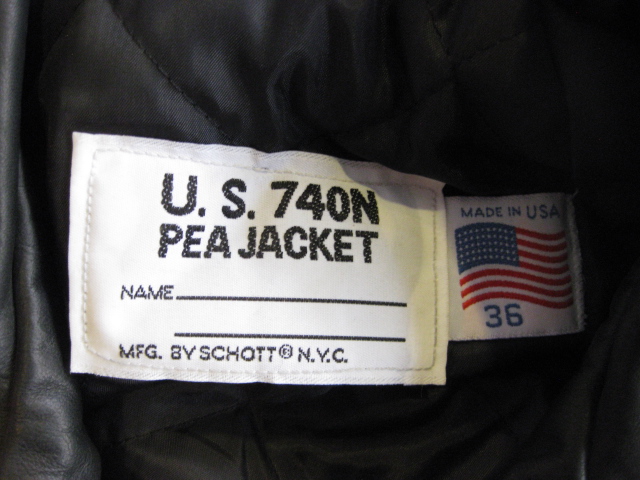 U. S. 740N
PEA JACKET
NAME
MFG. BY SCHOTT® N.Y.C.
MADE IN USA
36